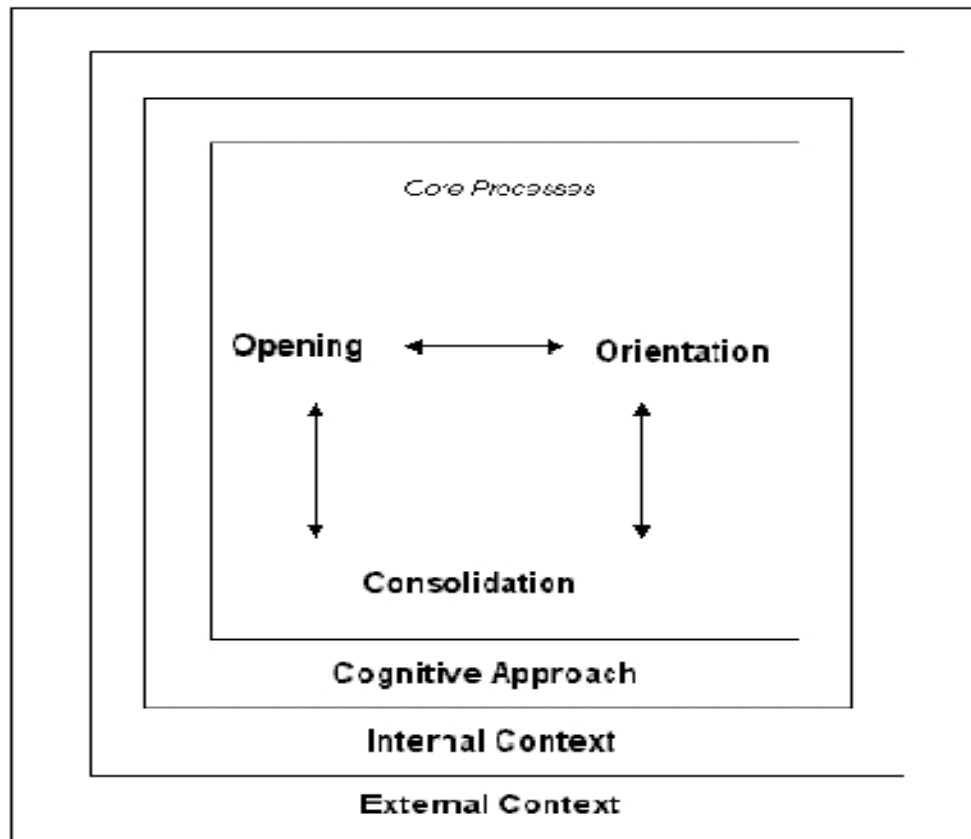 Core Processes
Opening
Orientation
Consolidation
Cognitive Approach
Internal Context
External Context